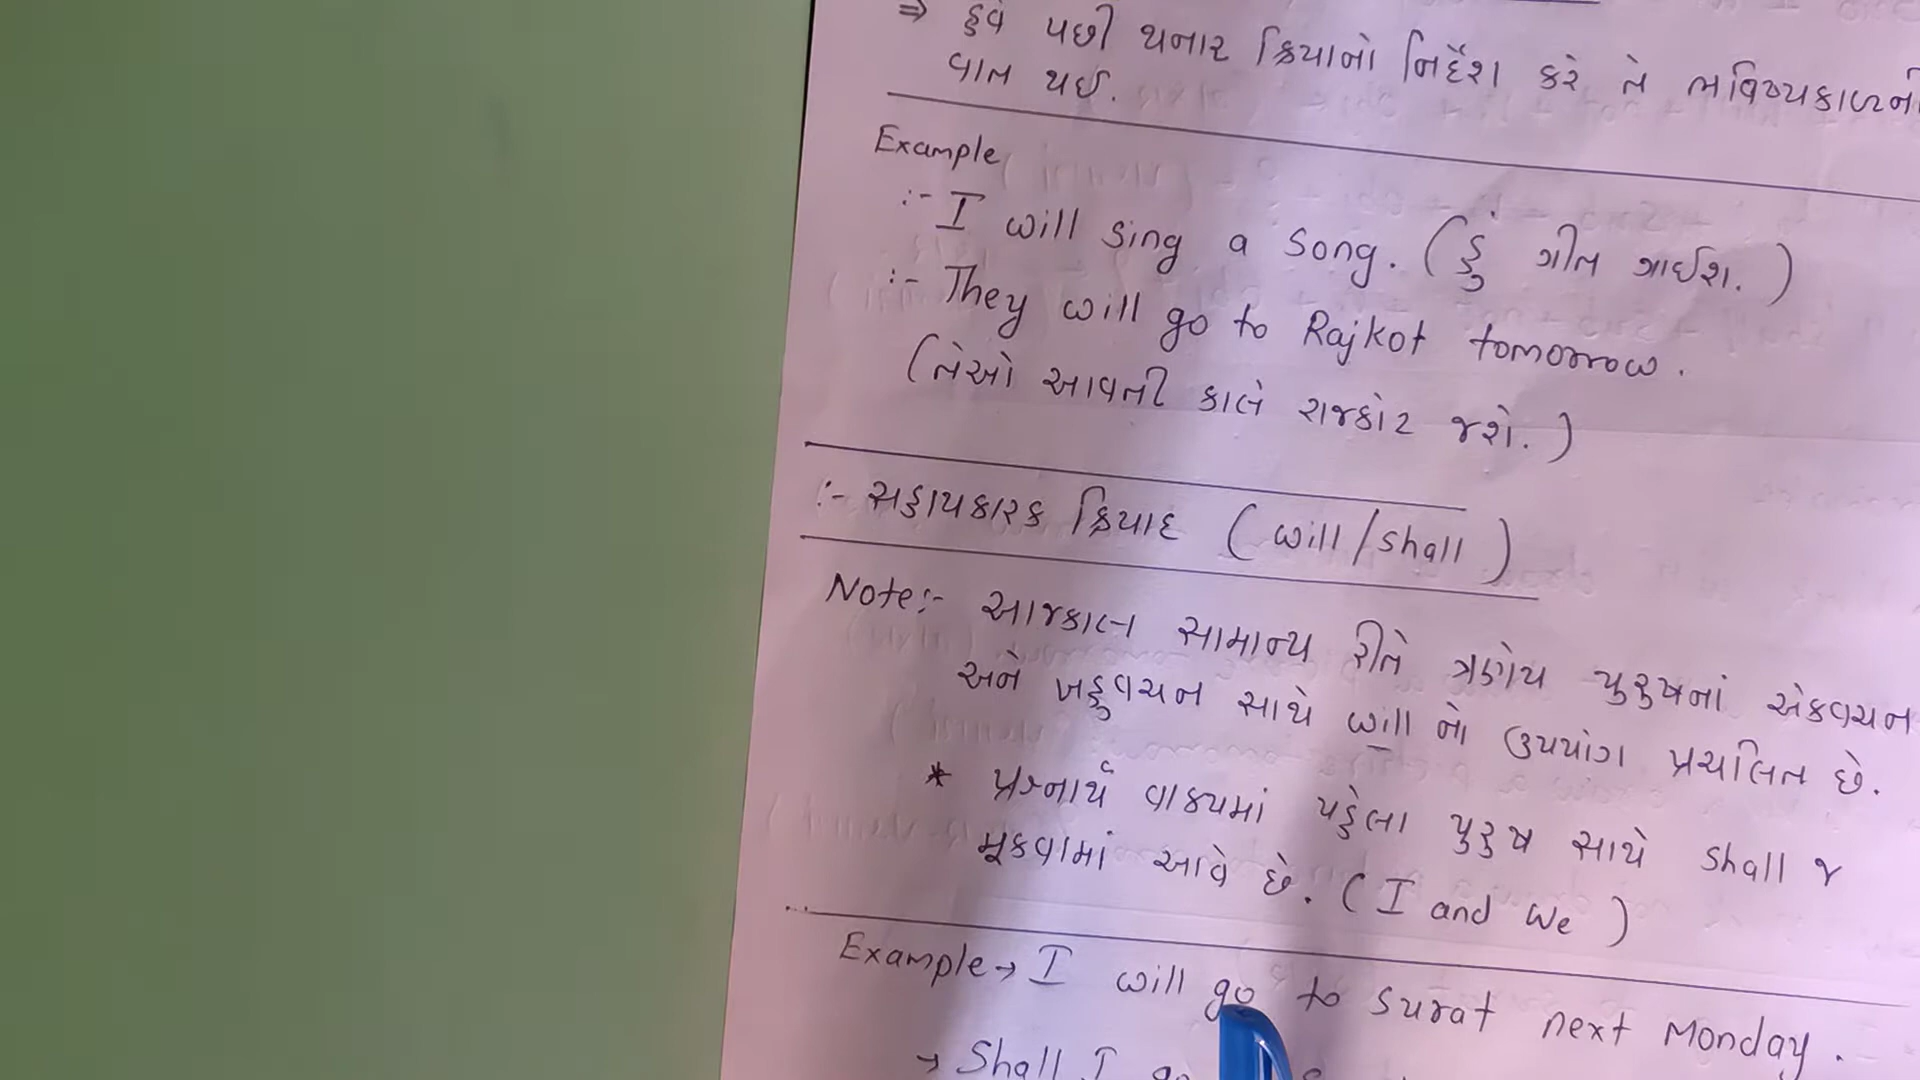 ⇒ હવે પછી થનાર ક્રિયાનો નિર્દેશ કરે તે ભવિષ્યકાળની
વાત થઈ.
Example
:- I will sing a song. (હું ગીત ગાઈશ.)
:- They will go to Rajkot tomorrow.
(તેઓ આવતી કાલે રાજકોટ જશે.)
:- સહાયકારક ક્રિયાદ (will/shall)
Note:- આજકાલ સામાન્ય રીતે ત્રણેય પુરુષનાં એકવચન
અને બહુવચન સાથે will નો ઉપયોગ પ્રચલિત છે.
* પ્રશ્નાર્થ વાક્યમાં પહેલા પુરુષ સાથે shall જ
મૂકવામાં આવે છે. (I and We)
Example → I will go to Surat next Monday.
→ Shall I go